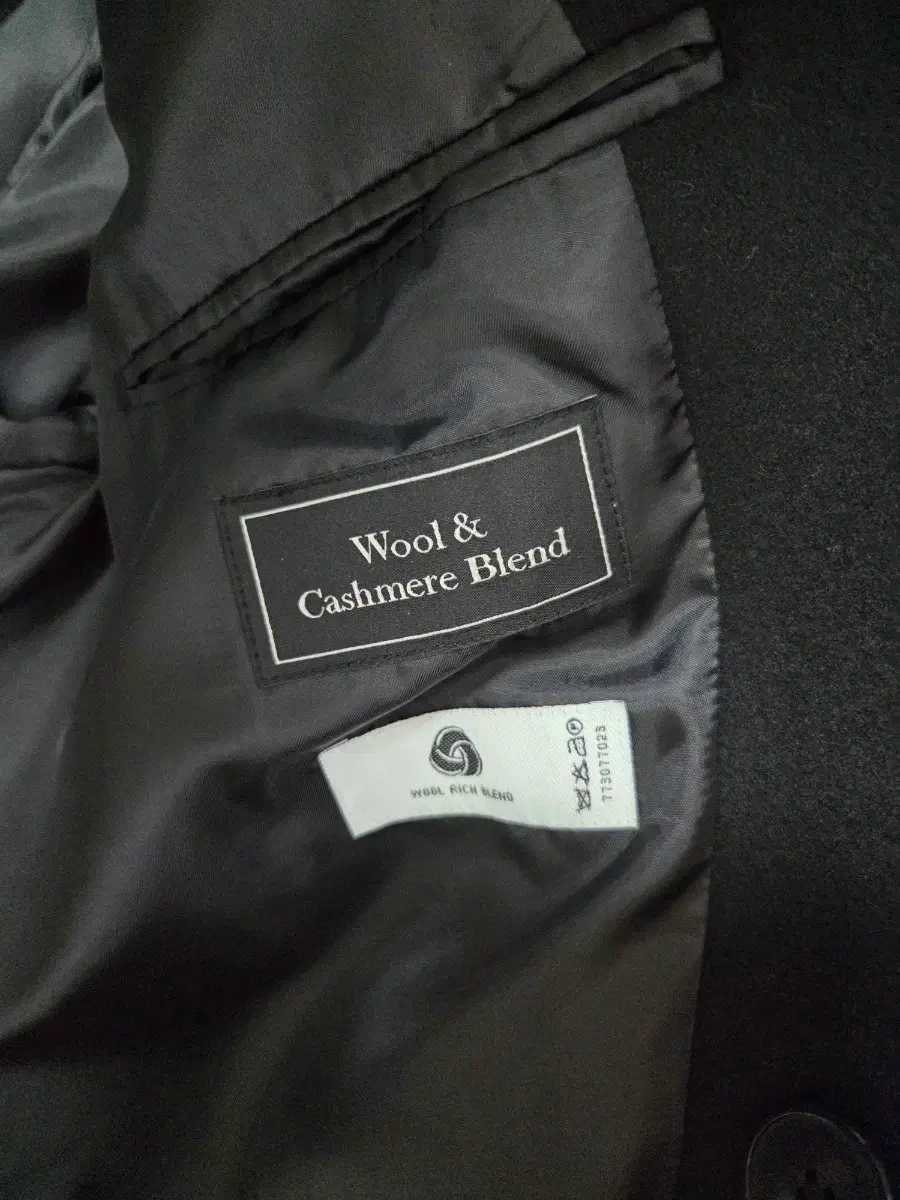 Wool &
Cashmere Blend
WOOL RICH BLEND
773077023